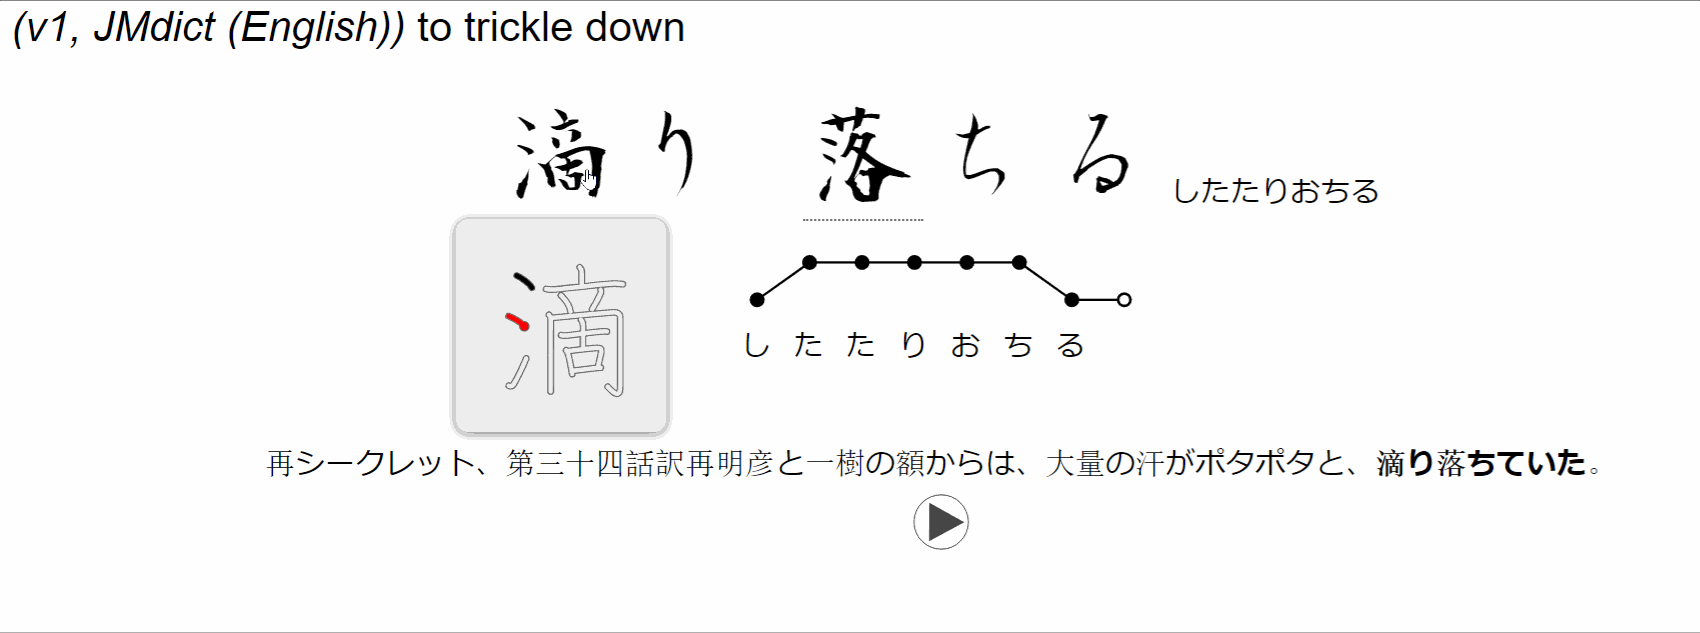 (v1, JMdict (English)) to trickle down
滴り落ちる したたりおちる
滴
したたりおちる
再シークレット、第三十四話訳再明彦と一樹の額からは、大量の汗がポタポタと、滴り落ちていた。